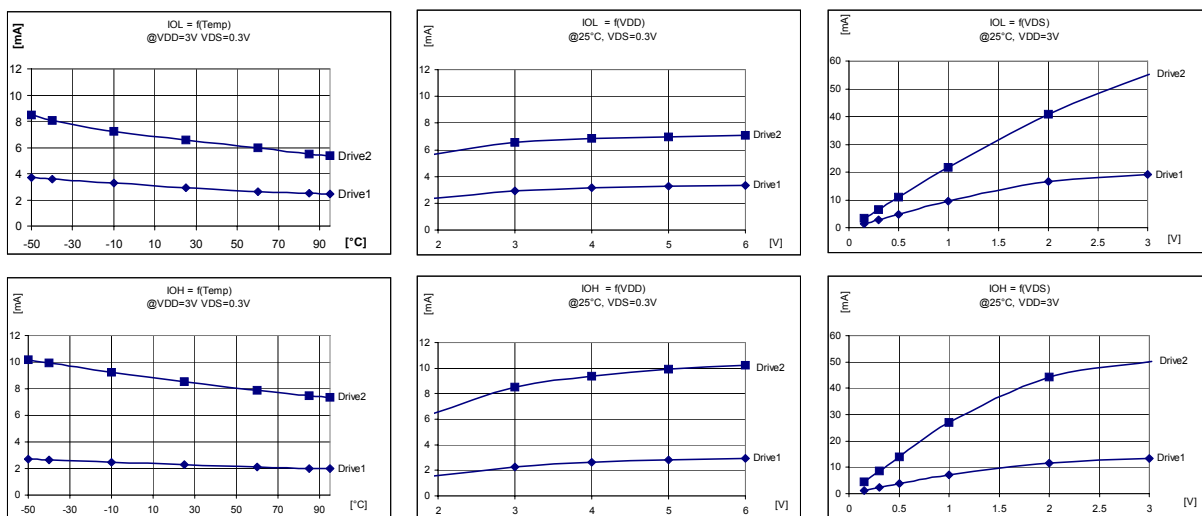 IOL = f(Temp)
@VDD=3V VDS=0.3V
[mA]
12
10
8
6
4
2
0
Drive2
Drive1
-50 -30 -10 10 30 50 70 90 [°C]
IOL = f(VDD)
@25°C, VDS=0.3V
[mA]
12
10
8
6
4
2
0
Drive2
Drive1
2 3 4 5 6 [V]
IOL = f(VDS)
@25°C, VDD=3V
[mA]
60
50
40
30
20
10
0
Drive2
Drive1
0 0.5 1 1.5 2 2.5 3 [V]
IOH = f(Temp)
@VDD=3V VDS=0.3V
[mA]
12
10
8
6
4
2
0
Drive2
Drive1
-50 -30 -10 10 30 50 70 90 [°C]
IOH = f(VDD)
@25°C, VDS=0.3V
[mA]
12
10
8
6
4
2
0
Drive2
Drive1
2 3 4 5 6 [V]
IOH = f(VDS)
@25°C, VDD=3V
[mA]
60
50
40
30
20
10
0
Drive2
Drive1
0 0.5 1 1.5 2 2.5 3 [V]